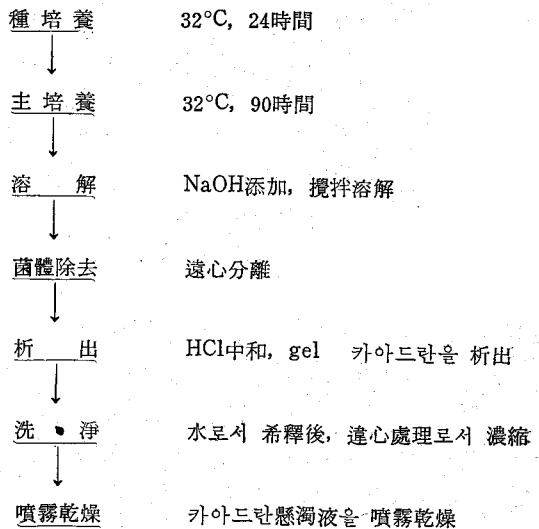 種培養 32°C, 24時間
主培養 32°C, 90時間
溶解 NaOH添加, 攪拌溶解
菌體除去 遠心分離
析出 HCl中和, gel 카아드란을 析出
洗•淨 水로서 希釋後, 遠心處理로서 濃縮
噴霧乾燥 카아드란懸濁液을 噴霧乾燥